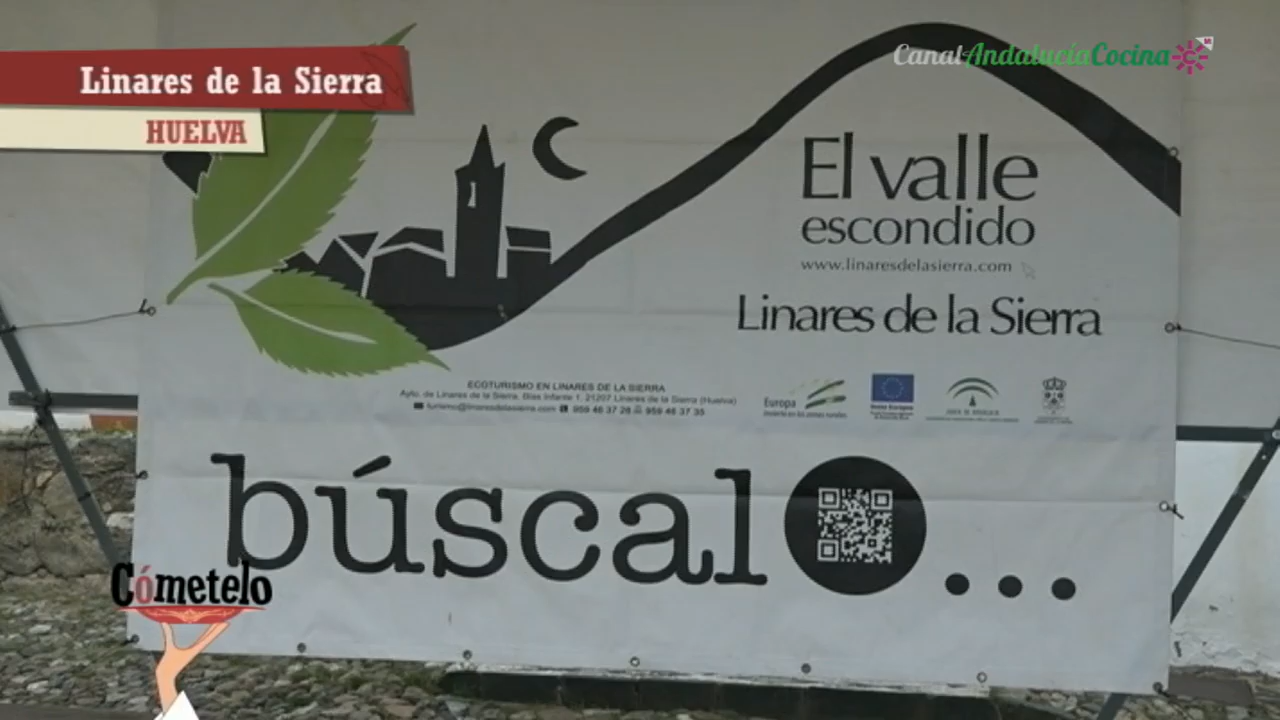 Linares de la Sierra
HUELVA
CanalAndalucíaCocina
El valle
escondido
www.linaresdelasierra.com
Linares de la Sierra
ECOTURISMO EN LINARES DE LA SIERRA
Ayto. de Linares de la Sierra. Blas Infante 1. 21207 Linares de la Sierra (Huelva)
turismo@linaresdelasierra.com 959 46 37 28 959 46 37 35
Europa
búscalo...
Cómetelo